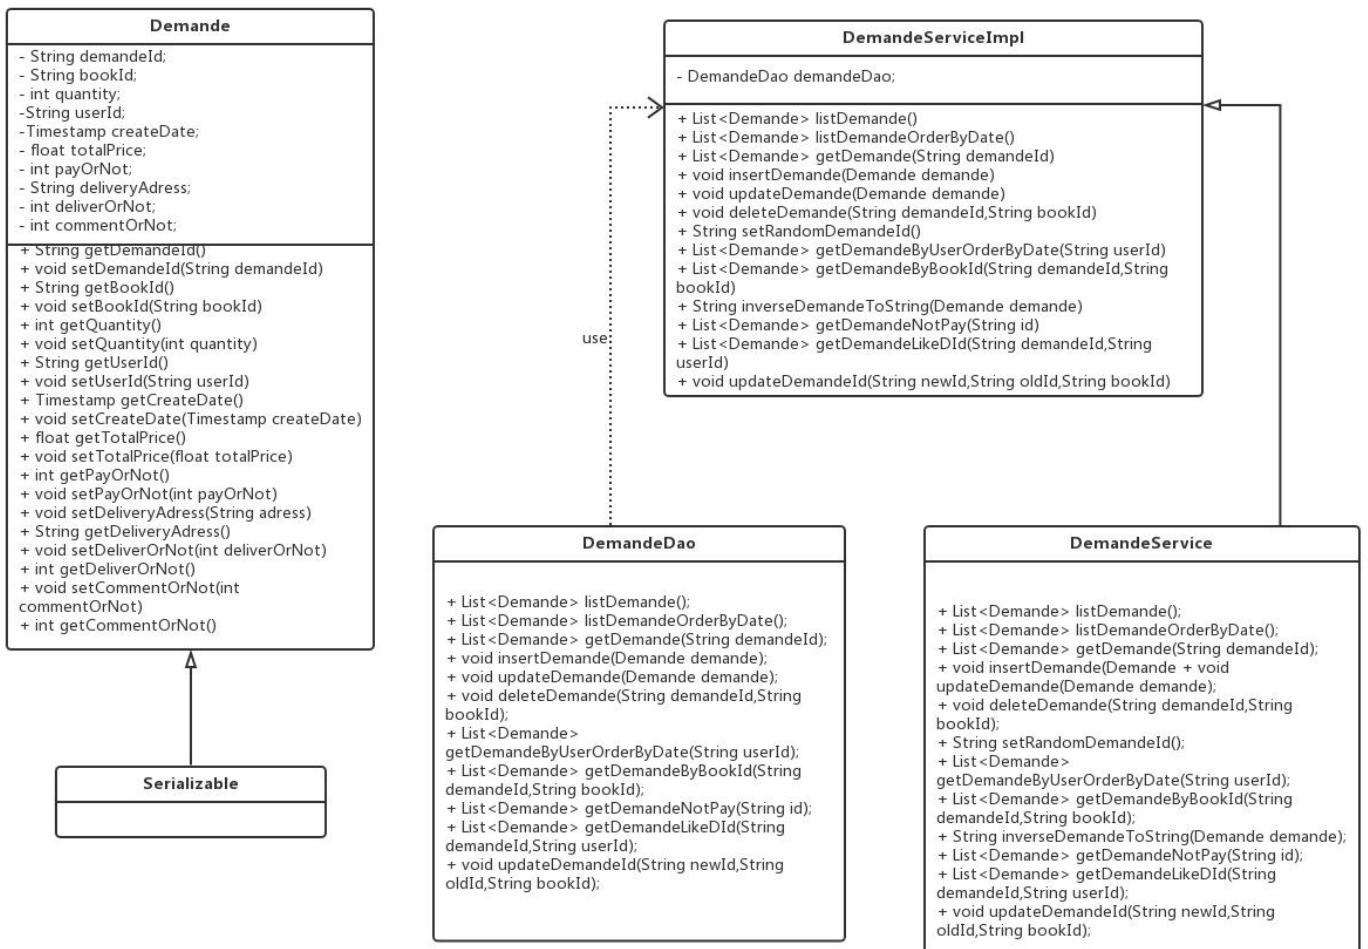 Demande
- String demandeId;
- String bookId;
- int quantity;
-String userId;
-Timestamp createDate;
- float totalPrice;
- int payOrNot;
- String deliveryAdress;
- int deliverOrNot;
- int commentOrNot;
+ String getDemandeId()
+ void setDemandeId(String demandeId)
+ String getBookId()
+ void setBookId(String bookId)
+ int getQuantity()
+ void setQuantity(int quantity)
+ String getUserId()
+ void setUserId(String userId)
+ Timestamp getCreateDate()
+ void setCreateDate(Timestamp createDate)
+ float getTotalPrice()
+ void setTotalPrice(float totalPrice)
+ int getPayOrNot()
+ void setPayOrNot(int payOrNot)
+ void setDeliveryAdress(String adress)
+ String getDeliveryAdress()
+ void setDeliverOrNot(int deliverOrNot)
+ int getDeliverOrNot()
+ void setCommentOrNot(int
commentOrNot)
+ int getCommentOrNot()
Serializable
DemandeServiceImpl
- DemandeDao demandeDao;
+ List<Demande> listDemande()
+ List<Demande> listDemandeOrderByDate()
+ List<Demande> getDemande(String demandeId)
+ void insertDemande(Demande demande)
+ void updateDemande(Demande demande)
+ void deleteDemande(String demandeId,String bookId)
+ String setRandomDemandeId()
+ List<Demande> getDemandeByUserOrderByDate(String userId)
+ List<Demande> getDemandeByBookId(String demandeId,String
bookId)
+ String inverseDemandeToString(Demande demande)
+ List<Demande> getDemandeNotPay(String id)
+ List<Demande> getDemandeLikeDId(String demandeId,String
userId)
+ void updateDemandeId(String newId,String oldId,String bookId)
use
DemandeDao
+ List<Demande> listDemande();
+ List<Demande> listDemandeOrderByDate();
+ List<Demande> getDemande(String demandeId);
+ void insertDemande(Demande demande);
+ void updateDemande(Demande demande);
+ void deleteDemande(String demandeId,String
bookId);
+ List<Demande>
getDemandeByUserOrderByDate(String userId);
+ List<Demande> getDemandeByBookId(String
demandeId,String bookId);
+ List<Demande> getDemandeNotPay(String id);
+ List<Demande> getDemandeLikeDId(String
demandeId,String userId);
+ void updateDemandeId(String newId,String
oldId,String bookId);
DemandeService
+ List<Demande> listDemande();
+ List<Demande> listDemandeOrderByDate();
+ List<Demande> getDemande(String demandeId);
+ void insertDemande(Demande + void
updateDemande(Demande demande);
+ void deleteDemande(String demandeId,String
bookId);
+ String setRandomDemandeId();
+ List<Demande>
getDemandeByUserOrderByDate(String userId);
+ List<Demande> getDemandeByBookId(String
demandeId,String bookId);
+ String inverseDemandeToString(Demande demande);
+ List<Demande> getDemandeNotPay(String id);
+ List<Demande> getDemandeLikeDId(String
demandeId,String userId);
+ void updateDemandeId(String newId,String
oldId,String bookId);